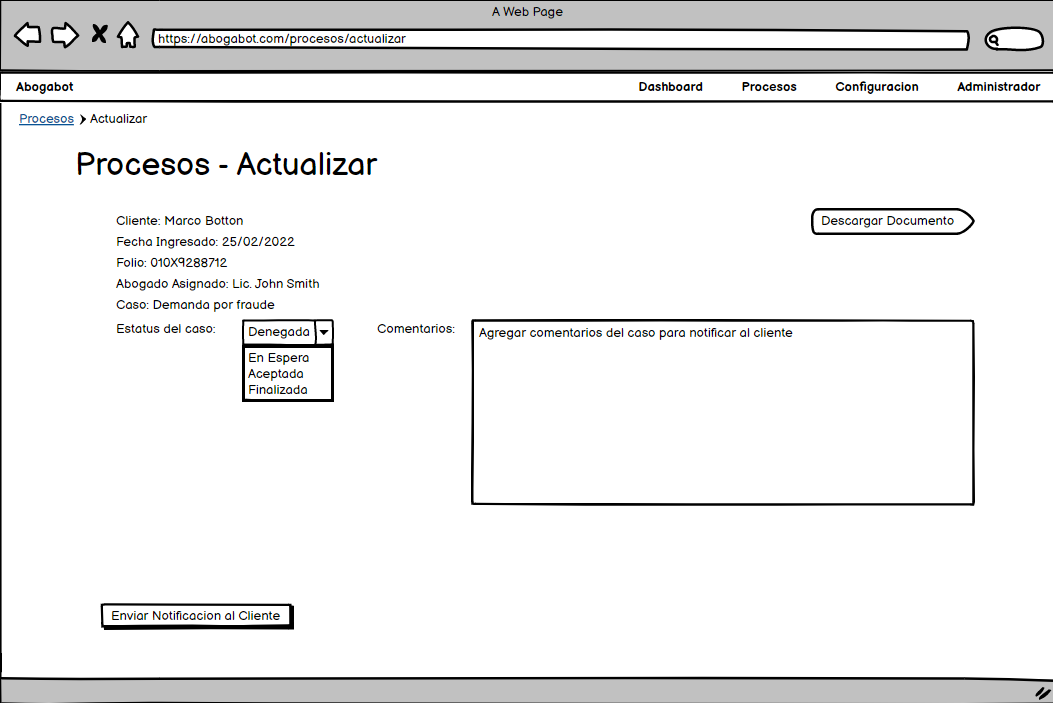 A Web Page
https://abogabot.com/procesos/actualizar
Abogabot Dashboard Procesos Configuracion Administrador
Procesos Actualizar
Procesos - Actualizar
Cliente: Marco Botton Descargar Documento
Fecha Ingresado: 25/02/2022
Folio: 010X9288712
Abogado Asignado: Lic. John Smith
Caso: Demanda por fraude
Estatus del caso: Denegada Comentarios: Agregar comentarios del caso para notificar al cliente
En Espera
Aceptada
Finalizada
Enviar Notificacion al Cliente